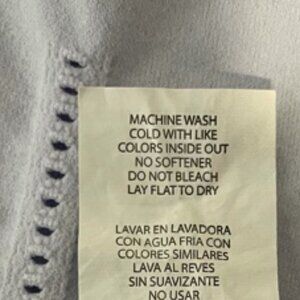 MACHINE WASH
COLD WITH LIKE
COLORS INSIDE OUT
NO SOFTENER
DO NOT BLEACH
LAY FLAT TO DRY
LAVAR EN LAVADORA
CON AGUA FRIA CON
COLORES SIMILARES
LAVA AL REVES
SIN SUAVIZANTE
NO USAR